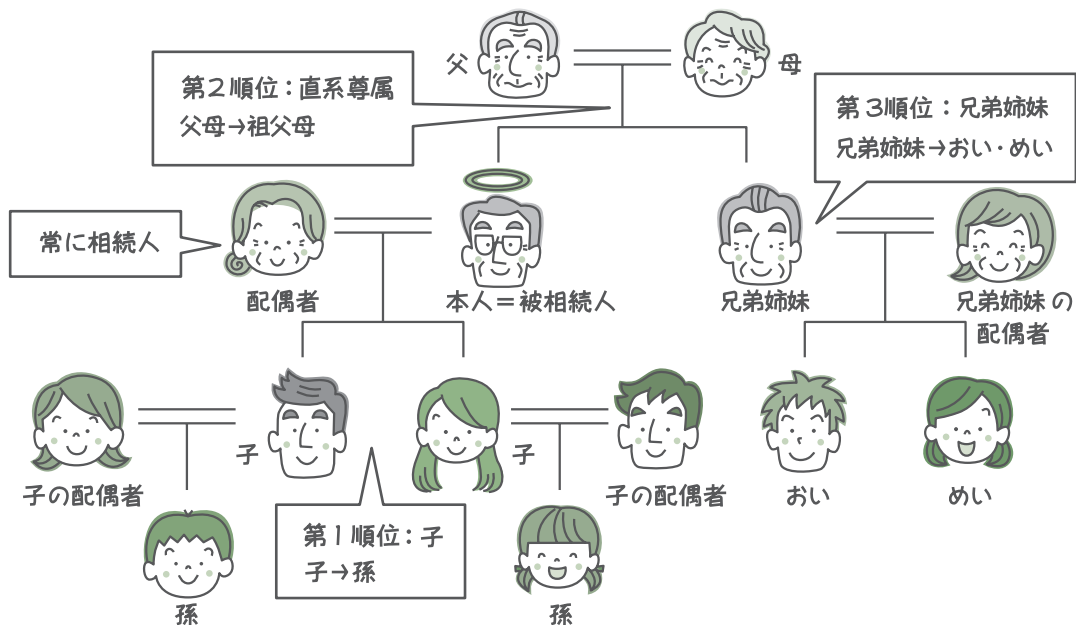 父
母
第2順位：直系尊属
父母→祖父母
第3順位：兄弟姉妹
兄弟姉妹→おい・めい
常に相続人
配偶者
本人＝被相続人
兄弟姉妹
兄弟姉妹の
配偶者
子
子
子の配偶者
子の配偶者
おい
めい
第1順位：子
子→孫
孫
孫